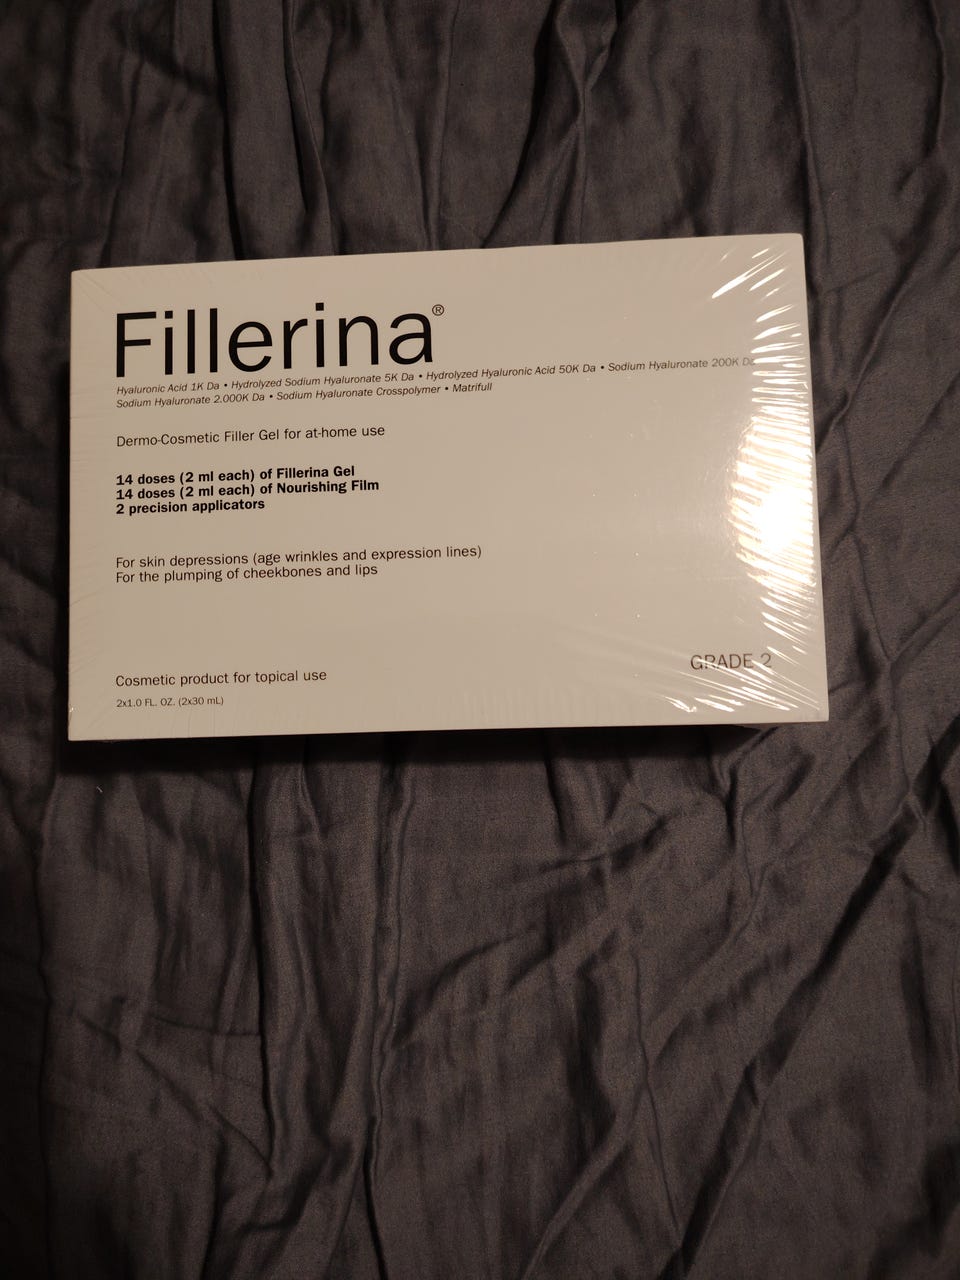 Fillerina®
Hyaluronic Acid 1K Da • Hydrolyzed Sodium Hyaluronate 5K Da • Hydrolyzed Hyaluronic Acid 50K Da • Sodium Hyaluronate 200K Da
Sodium Hyaluronate 2.000K Da • Sodium Hyaluronate Crosspolymer • Matrifull
Dermo-Cosmetic Filler Gel for at-home use
14 doses (2 ml each) of Fillerina Gel
14 doses (2 ml each) of Nourishing Film
2 precision applicators
For skin depressions (age wrinkles and expression lines)
For the plumping of cheekbones and lips
GRADE 2
Cosmetic product for topical use
2x1.0 FL. OZ. (2x30 mL)